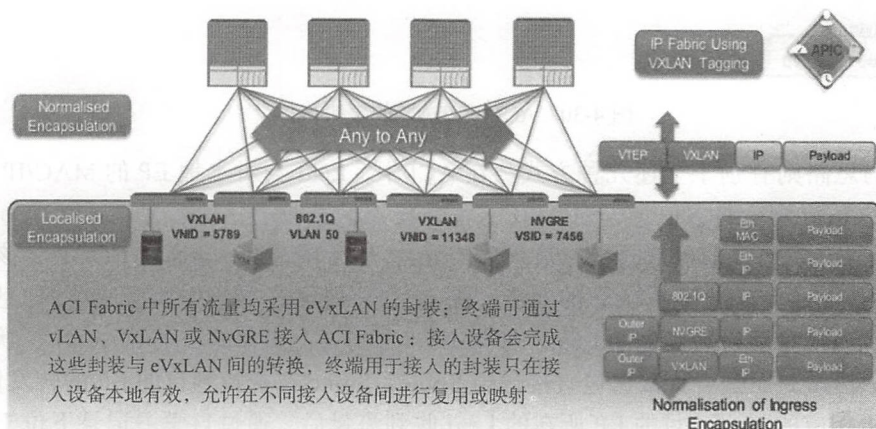 IP Fabric Using
VXLAN Tagging
APIC
Normalised
Encapsulation
Any to Any
VTEP VXLAN IP Payload
的 MAC/IP
Localised
Encapsulation
VXLAN
VNID = 5789
802.1Q
VLAN 50
VXLAN
VNID = 11348
NVGRE
VSID = 7456
Eth
MAC
Payload
Eth
IP
Payload
802.1Q IP Payload
Outer
IP
NVGRE IP Payload
Outer
IP
VXLAN
Eth
IP
Payload
ACI Fabric 中所有流量均采用 eVxLAN 的封装；终端可通过
vLAN、VxLAN 或 NvGRE 接入 ACI Fabric：接入设备会完成
这些封装与 eVxLAN 间的转换，终端用于接入的封装只在接
入设备本地有效，允许在不同接入设备间进行复用或映射
Normalisation of Ingress
Encapsulation